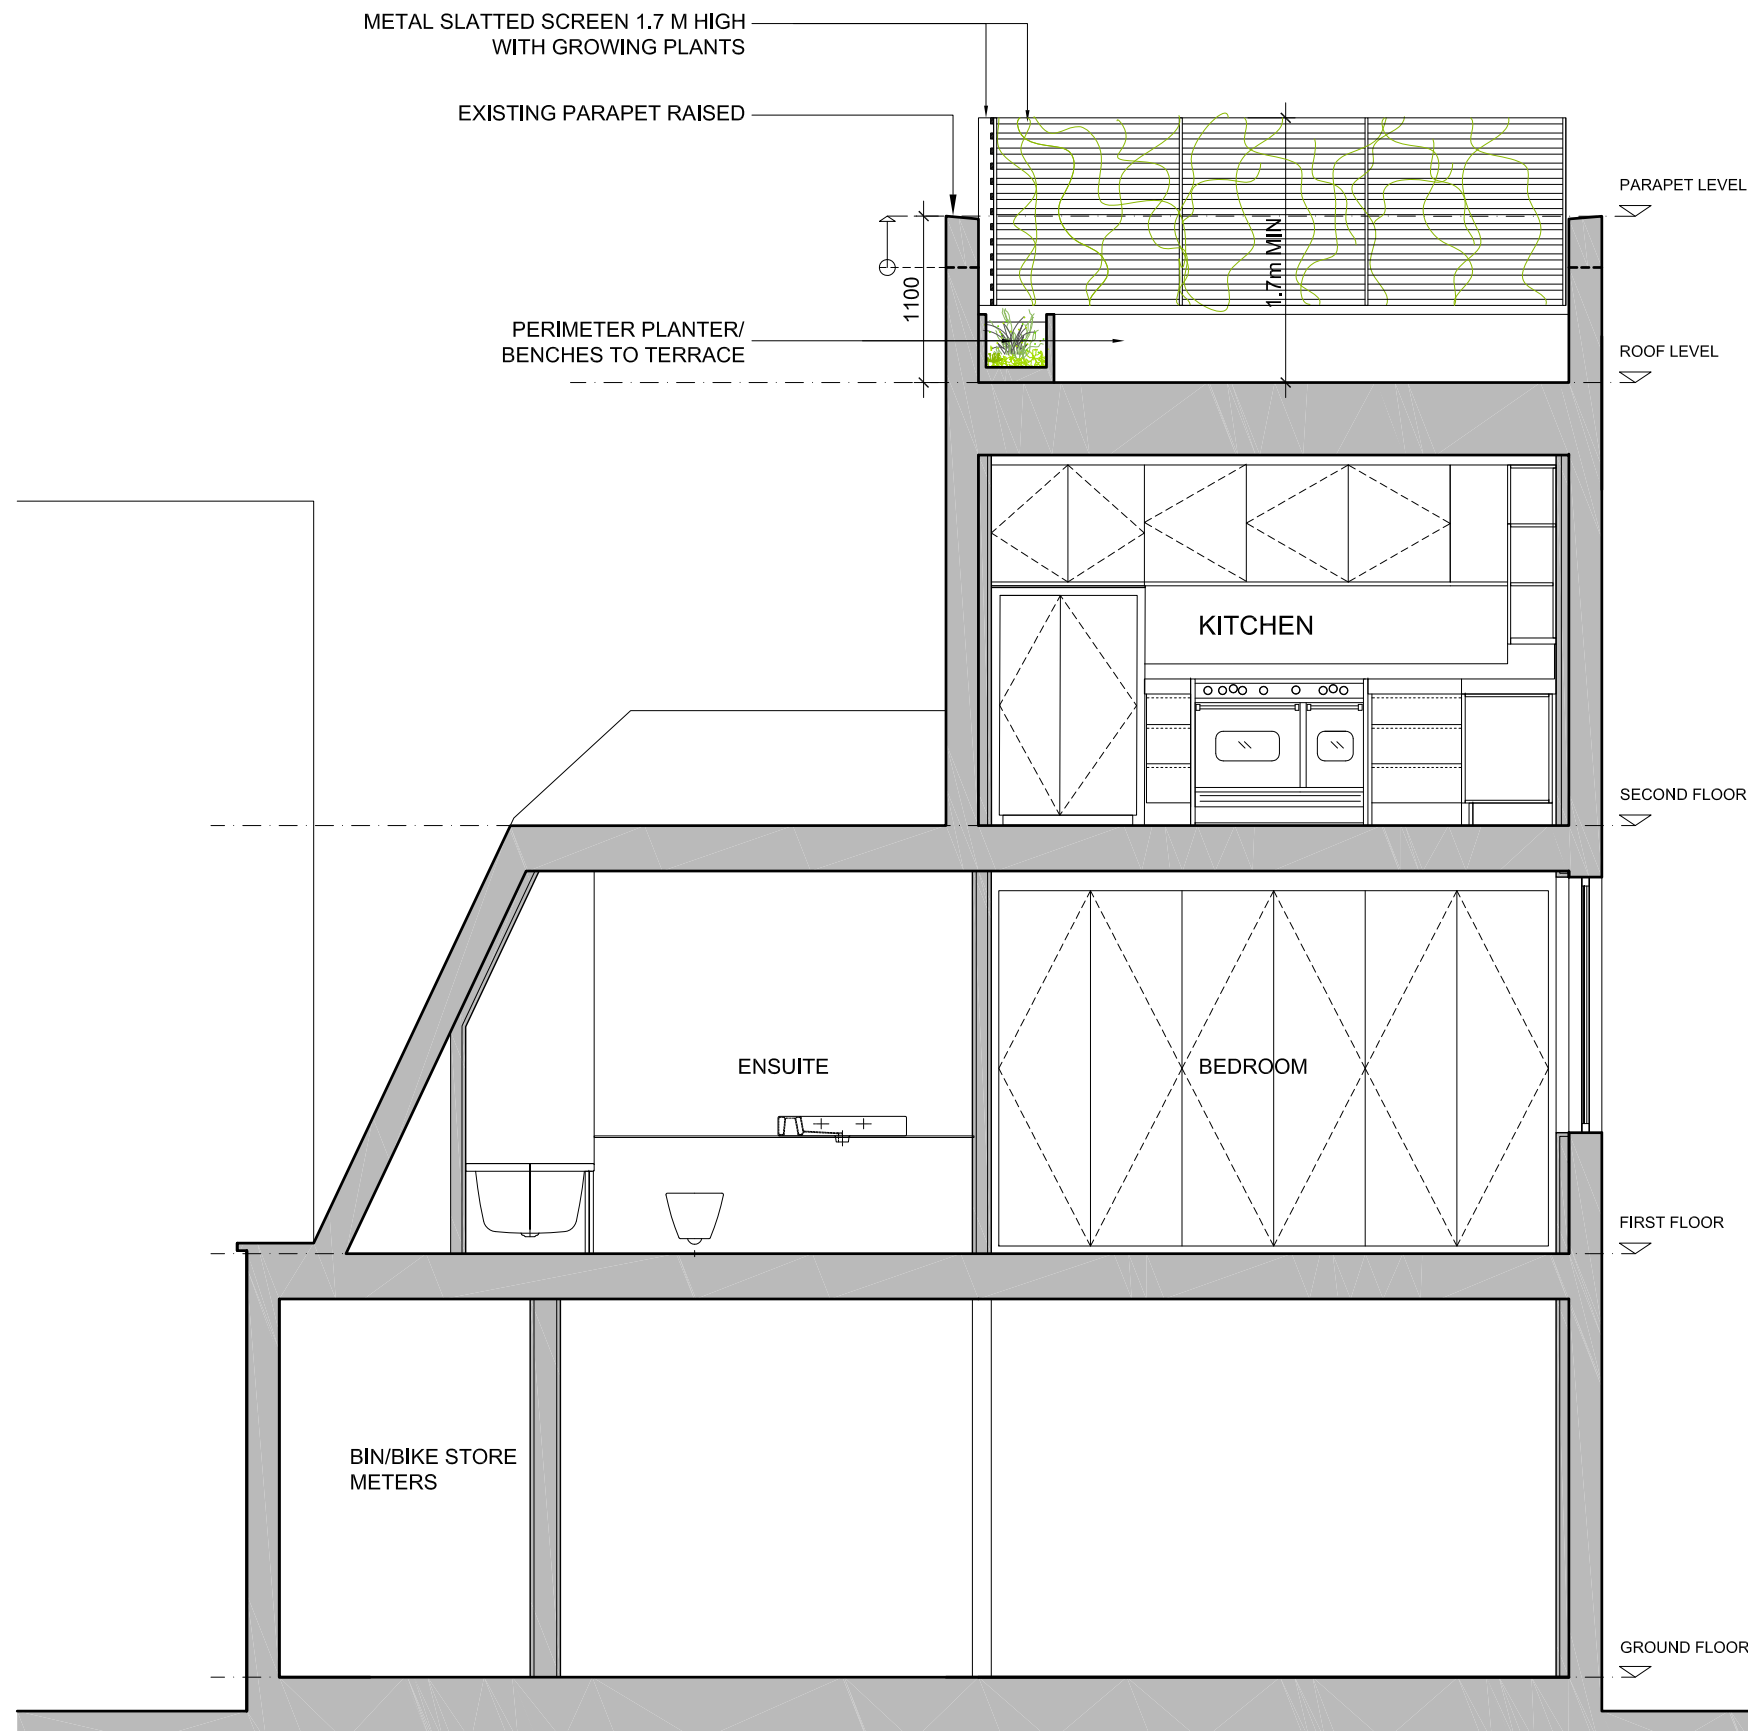 METAL SLATTED SCREEN 1.7 M HIGH
WITH GROWING PLANTS
EXISTING PARAPET RAISED
PARAPET LEVEL
1.7m MIN
1100
PERIMETER PLANTER/
BENCHES TO TERRACE
ROOF LEVEL
KITCHEN
SECOND FLOOR
ENSUITE
BEDROOM
FIRST FLOOR
BIN/BIKE STORE
METERS
GROUND FLOOR